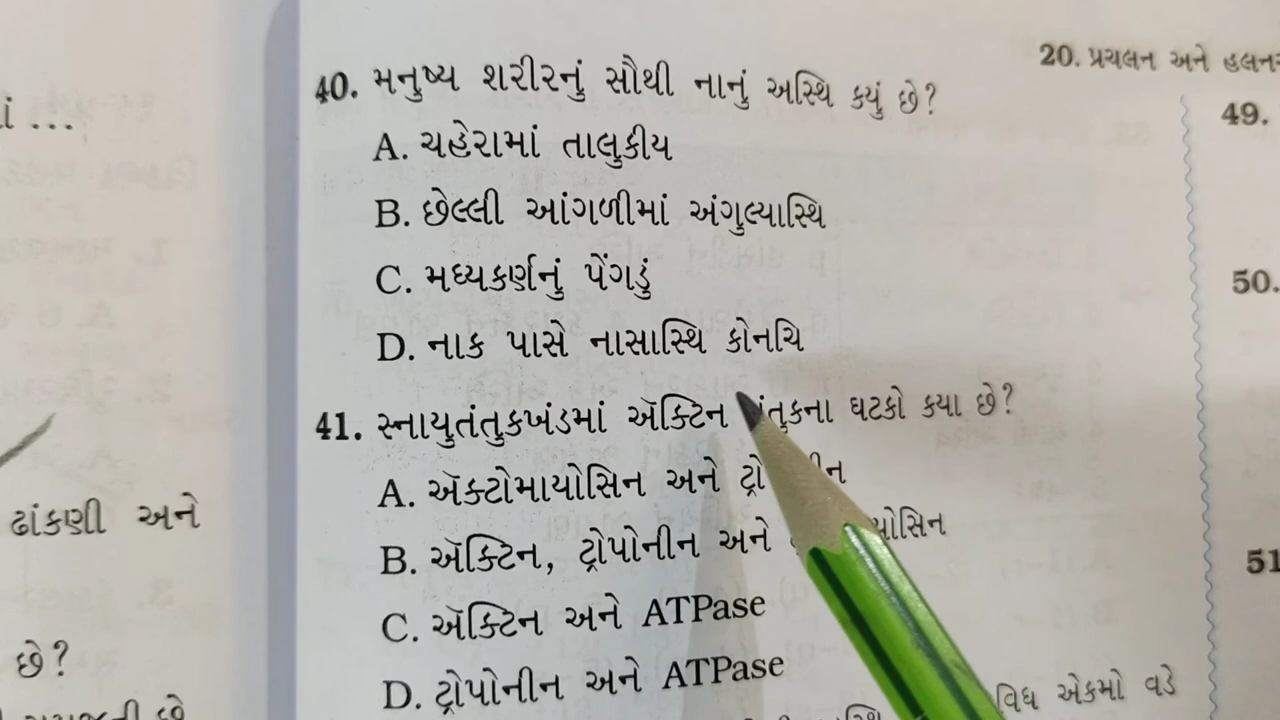 20. પ્રચલન અને
40. મનુષ્ય શરીરનું સૌથી નાનું અસ્થિ કયું છે?
A. ચહેરામાં તાલુકીય
B. છેલ્લી આંગળીમાં અંગુલ્યાસ્થિ
C. મધ્યકર્ણનું પેંગડું
D. નાક પાસે નાસાસ્થિ કોનચિ
41. સ્નાયુતંતુકખંડમાં ઍક્ટિન ઘટકો કયા છે?
A. ઍક્ટોમાયોસિન અને
B. ઍક્ટિન, ટ્રોપોનીન અને
C. ઍક્ટિન અને ATPase
D. ટ્રોપોનીન અને ATPase
એકમો વડે
ઢાંકણી અને
છે?
છે
49.
50.
51